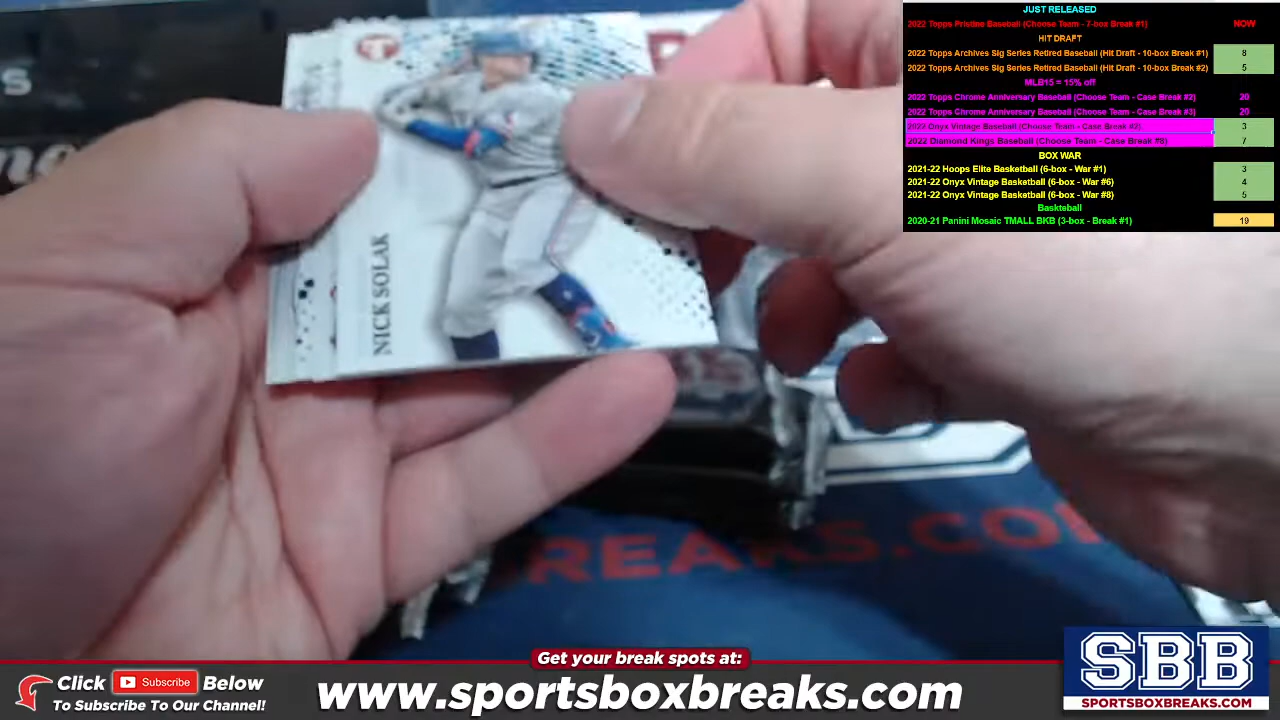 JUST RELEASED
2022 Topps Pristine Baseball (Choose Team - 7-box Break #1) NOW
HIT DRAFT
2022 Topps Archives Sig Series Retired Baseball (Hit Draft - 10-box Break #1) 8
2022 Topps Archives Sig Series Retired Baseball (Hit Draft - 10-box Break #2) 5
MLB15 = 15% off
2022 Topps Chrome Anniversary Baseball (Choose Team - Case Break #2) 20
2022 Topps Chrome Anniversary Baseball (Choose Team - Case Break #3) 20
2022 Onyx Vintage Baseball (Choose Team - Case Break #2) 3
2022 Diamond Kings Baseball (Choose Team - Case Break #8) 7
BOX WAR
2021-22 Hoops Elite Basketball (6-box - War #1) 3
2021-22 Onyx Vintage Basketball (6-box - War #6) 4
2021-22 Onyx Vintage Basketball (6-box - War #8) 5
Baskteball
2020-21 Panini Mosaic TMALL BKB (3-box - Break #1) 19
NICK SOLAK
REAKS.COM
Get your break spots at:
Click Subscribe Below
To Subscribe To Our Channel!
www.sportsboxbreaks.com
SBB
SPORTSBOXBREAKS.COM